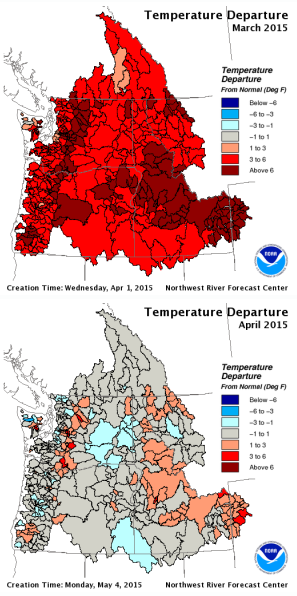 Temperature Departure
March 2015
Temperature
Departure
From Normal (Deg F)
Below -6
-6 to -3
-3 to -1
-1 to 1
1 to 3
3 to 6
Above 6
NOAA
Creation Time: Wednesday, Apr 1, 2015 Northwest River Forecast Center
Temperature Departure
April 2015
Temperature
Departure
From Normal (Deg F)
Below -6
-6 to -3
-3 to -1
-1 to 1
1 to 3
3 to 6
Above 6
NOAA
Creation Time: Monday, May 4, 2015 Northwest River Forecast Center